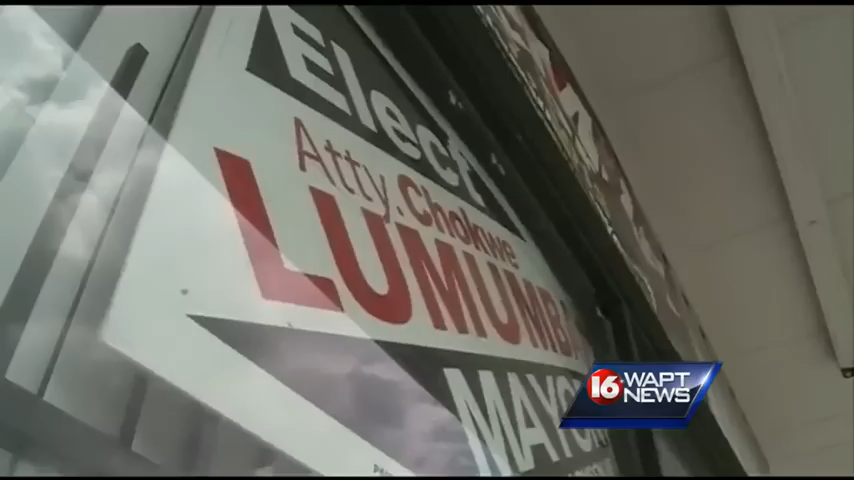 Elect
Atty. Chokwe
LUMUMBA
MAYOR
16 WAPT
NEWS